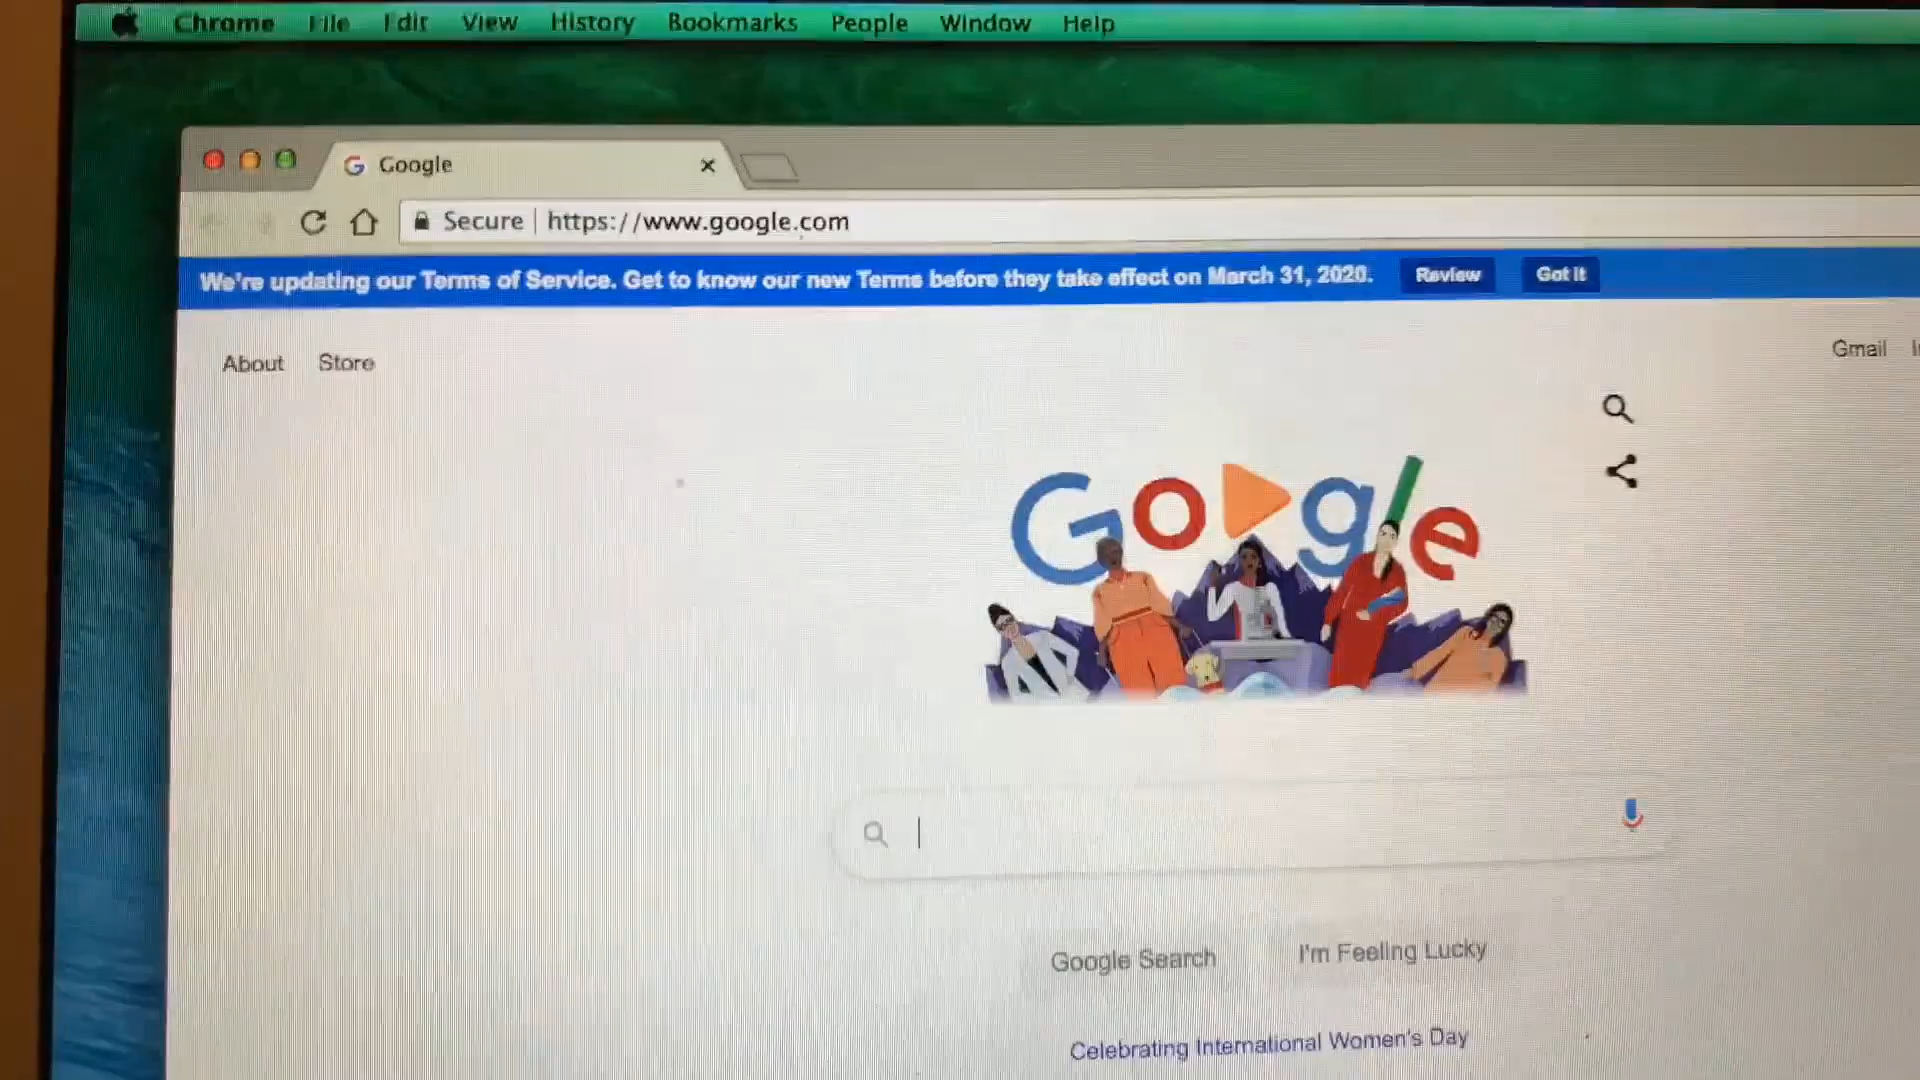 Chrome File Edit View History Bookmarks People Window Help
Google
Secure https://www.google.com
We're updating our Terms of Service. Get to know our new Terms before they take effect on March 31, 2020. Review Got it
About Store Gmail
Google
Google Search I'm Feeling Lucky
Celebrating International Women's Day